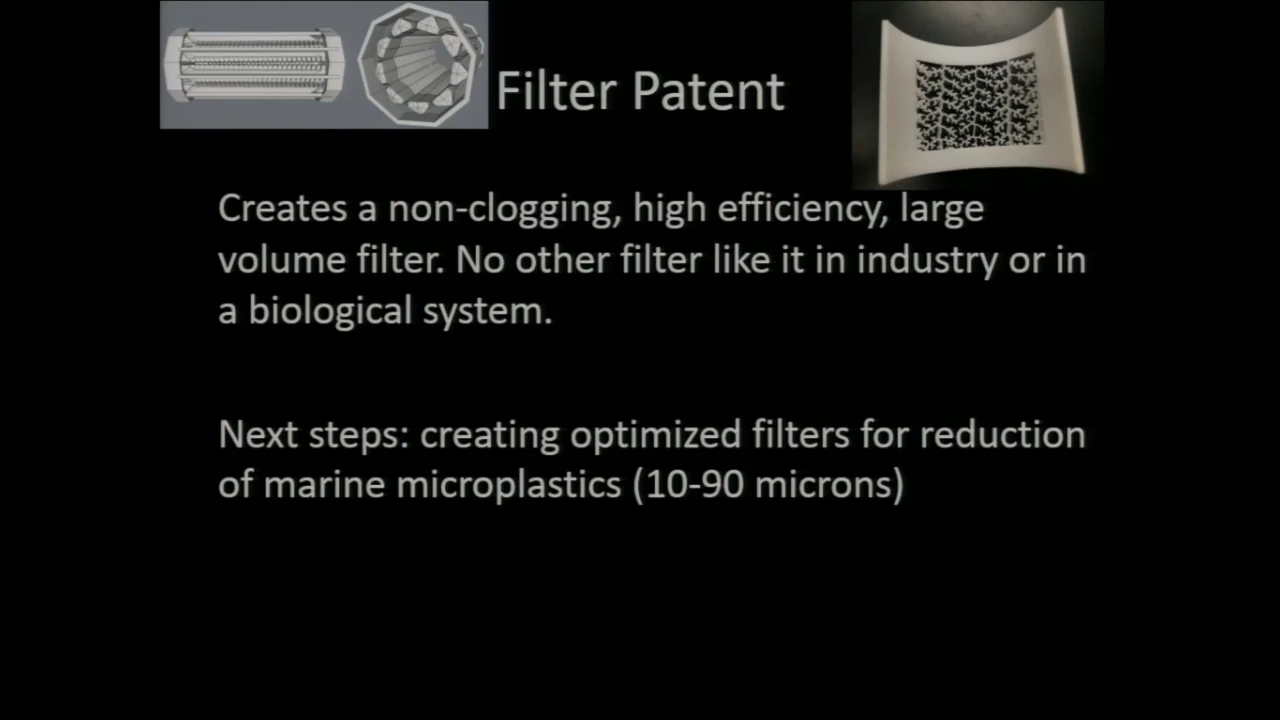 Filter Patent
Creates a non-clogging, high efficiency, large
volume filter. No other filter like it in industry or in
a biological system.
Next steps: creating optimized filters for reduction
of marine microplastics (10-90 microns)